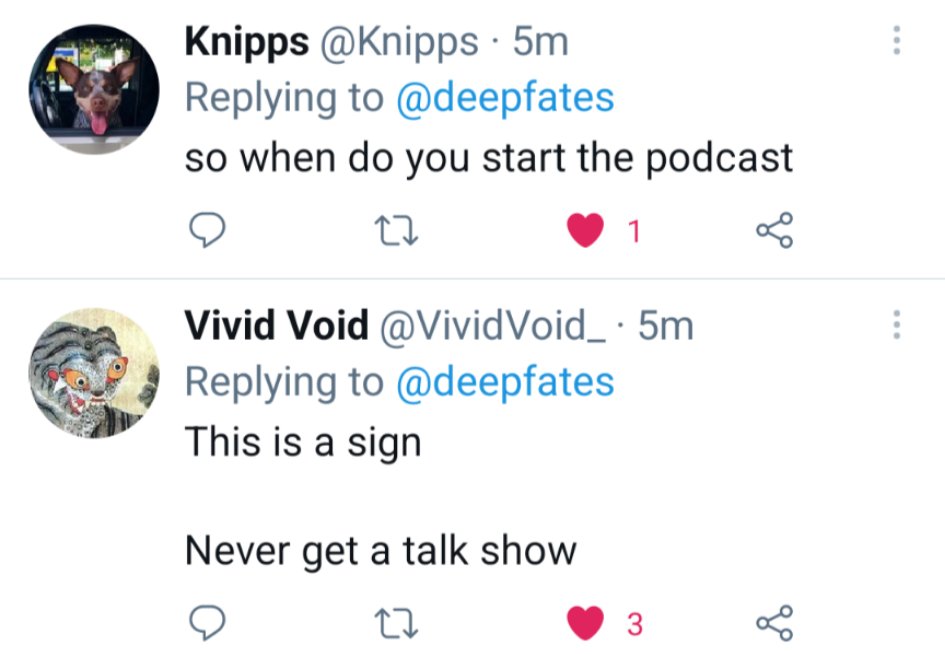 Knipps @Knipps · 5m
Replying to @deepfates
so when do you start the podcast
1
Vivid Void @VividVoid_ · 5m
Replying to @deepfates
This is a sign
Never get a talk show
3